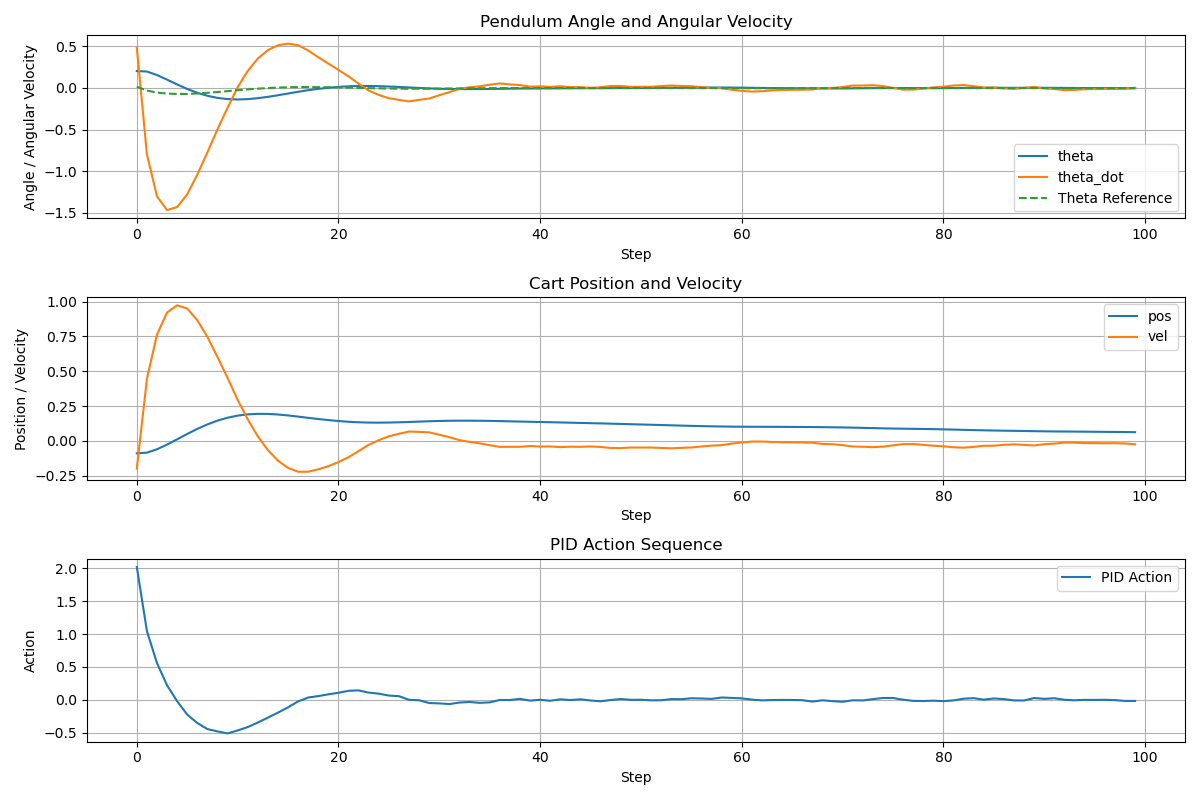 Pendulum Angle and Angular Velocity
Angle / Angular Velocity
0.5
0.0
−0.5
−1.0
−1.5
theta
theta_dot
Theta Reference
0 20 40 60 80 100
Step
Cart Position and Velocity
Position / Velocity
1.00
0.75
0.50
0.25
0.00
−0.25
pos
vel
0 20 40 60 80 100
Step
PID Action Sequence
Action
2.0
1.5
1.0
0.5
0.0
−0.5
PID Action
0 20 40 60 80 100
Step